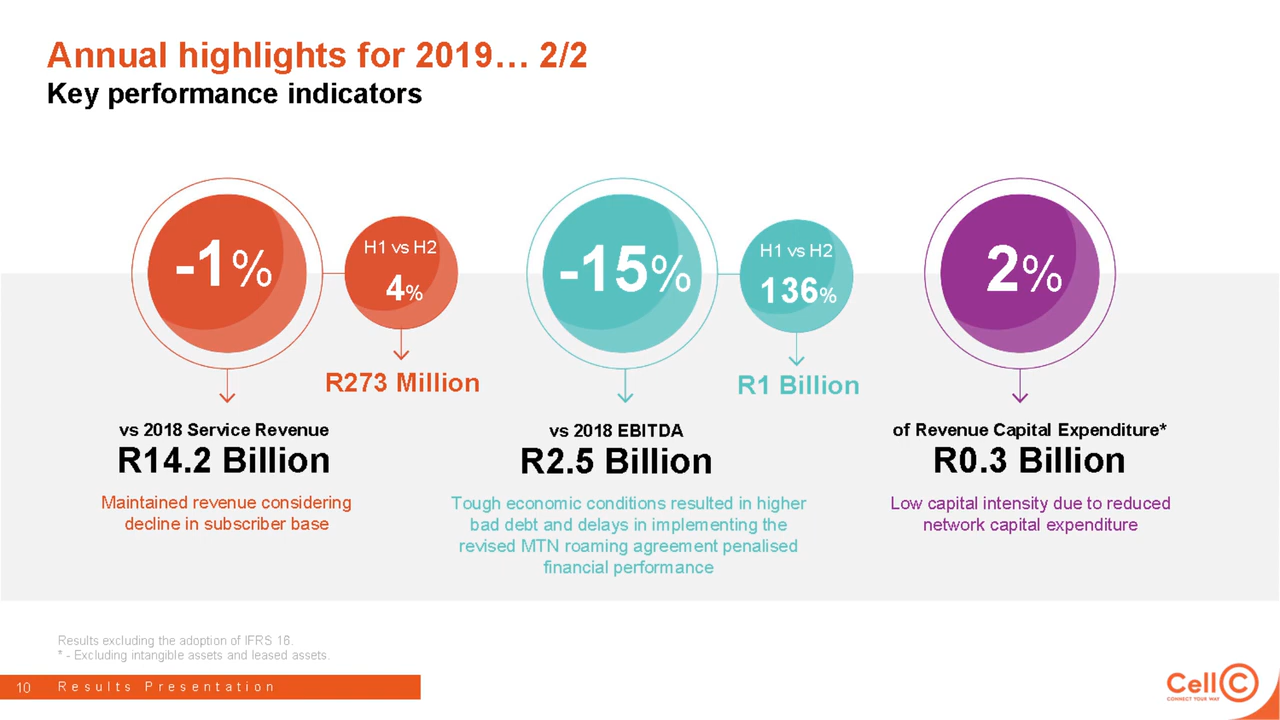 Annual highlights for 2019… 2/2
Key performance indicators
-1%
H1 vs H2
4%
R273 Million
vs 2018 Service Revenue
R14.2 Billion
Maintained revenue considering
decline in subscriber base
-15%
H1 vs H2
136%
R1 Billion
vs 2018 EBITDA
R2.5 Billion
Tough economic conditions resulted in higher
bad debt and delays in implementing the
revised MTN roaming agreement penalised
financial performance
2%
of Revenue Capital Expenditure*
R0.3 Billion
Low capital intensity due to reduced
network capital expenditure
Results excluding the adoption of IFRS 16.
* - Excluding intangible assets and leased assets.
10 Results Presentation
Cell C
CONNECT YOUR WAY